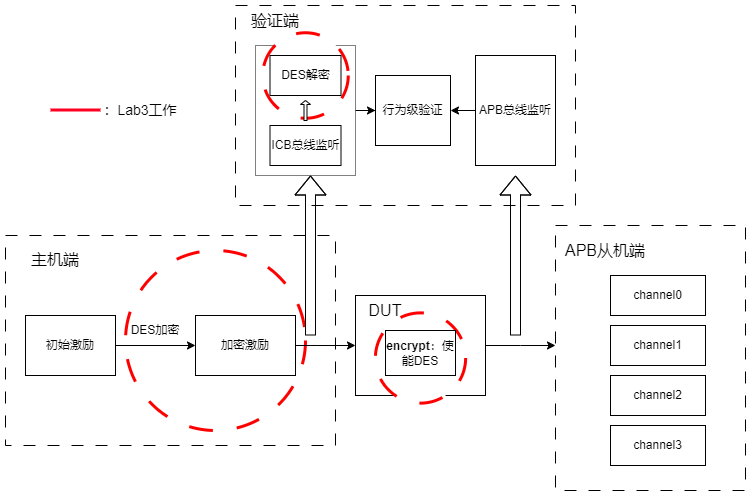 验证端
DES解密
：Lab3工作
行为级验证
APB总线监听
ICB总线监听
主机端
APB从机端
DUT
channel0
DES加密
初始激励
加密激励
encrypt：使
能DES
channel1
channel2
channel3